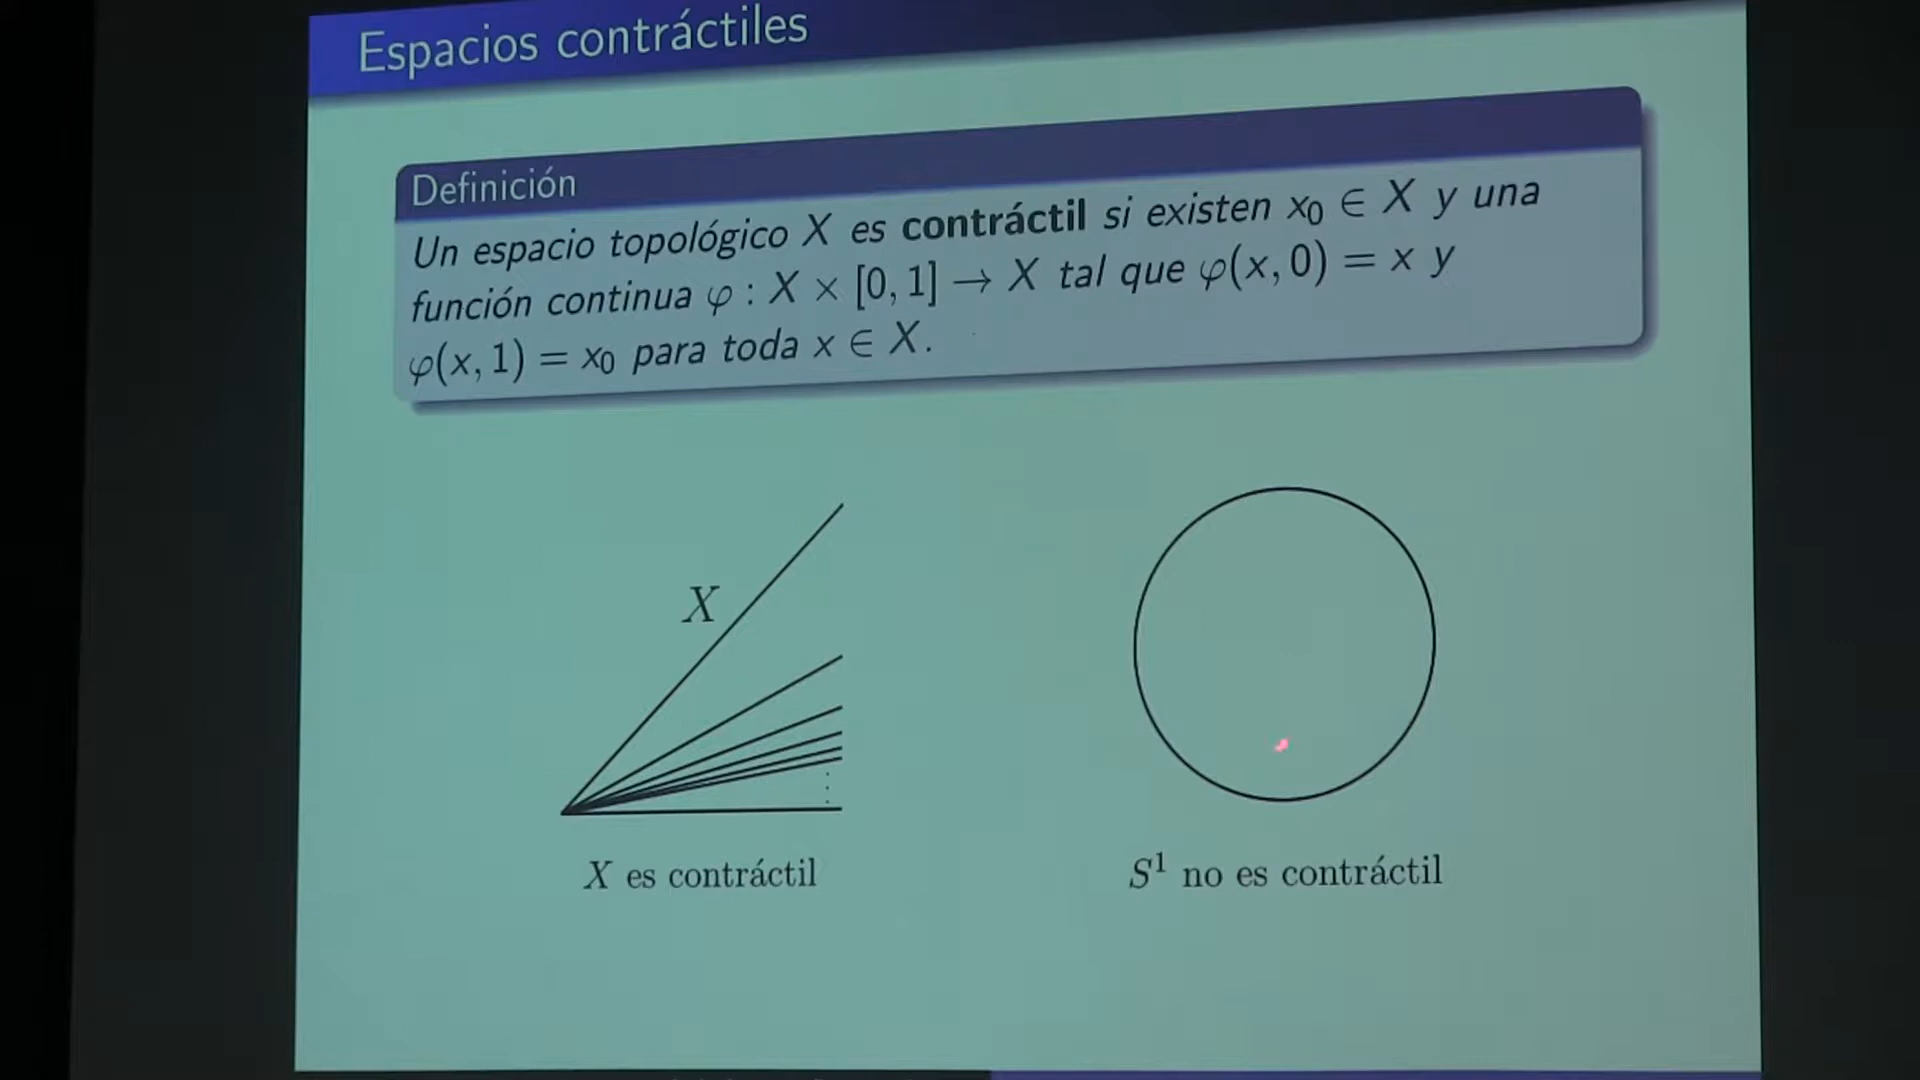 Espacios contráctiles
Definición
Un espacio topológico X es contráctil si existen x₀ ∈ X y una
función continua φ : X × [0, 1] → X tal que φ(x, 0) = x y
φ(x, 1) = x₀ para toda x ∈ X.
X
X es contráctil
S¹ no es contráctil